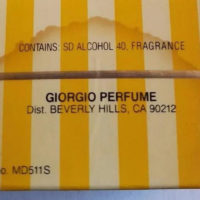 CONTAINS: SD ALCOHOL 40, FRAGRANCE
GIORGIO PERFUME
Dist. BEVERLY HILLS, CA 90212
o. MD511S